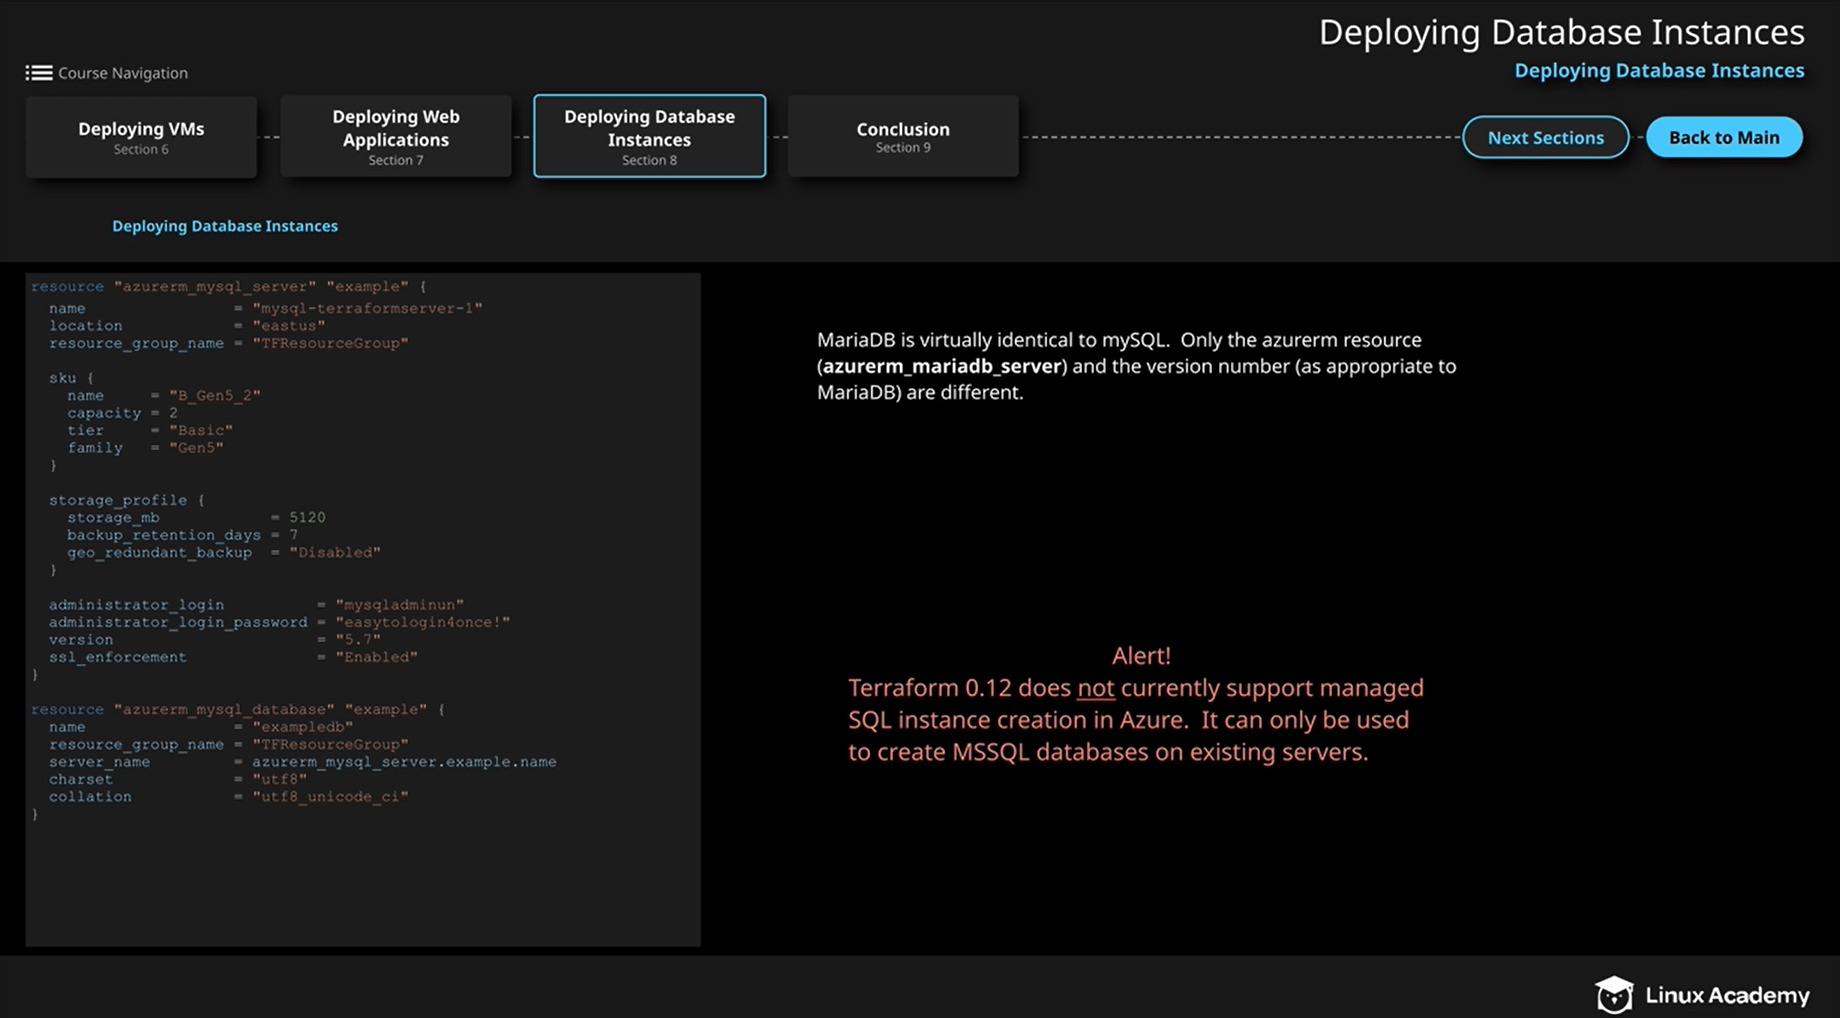 Deploying Database Instances
Deploying Database Instances
Course Navigation
Deploying VMs
Section 6
Deploying Web
Applications
Section 7
Deploying Database
Instances
Section 8
Conclusion
Section 9
Next Sections
Back to Main
Deploying Database Instances
resource "azurerm_mysql_server" "example" {
  name                = "mysql-terraformserver-1"
  location            = "eastus"
  resource_group_name = "TFResourceGroup"
  sku {
    name     = "B_Gen5_2"
    capacity = 2
    tier     = "Basic"
    family   = "Gen5"
  }
  storage_profile {
    storage_mb            = 5120
    backup_retention_days = 7
    geo_redundant_backup  = "Disabled"
  }
  administrator_login          = "mysqladminun"
  administrator_login_password = "easytologin4once!"
  version                      = "5.7"
  ssl_enforcement              = "Enabled"
}
resource "azurerm_mysql_database" "example" {
  name                = "exampledb"
  resource_group_name = "TFResourceGroup"
  server_name         = azurerm_mysql_server.example.name
  charset             = "utf8"
  collation           = "utf8_unicode_ci"
}
MariaDB is virtually identical to mySQL.  Only the azurerm resource
(azurerm_mariadb_server) and the version number (as appropriate to
MariaDB) are different.
Alert!
Terraform 0.12 does not currently support managed
SQL instance creation in Azure.  It can only be used
to create MSSQL databases on existing servers.
Linux Academy